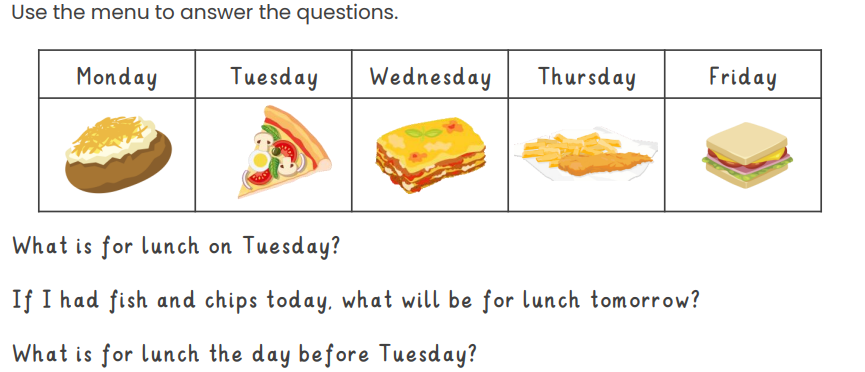 Use the menu to answer the questions.
Monday Tuesday Wednesday Thursday Friday
What is for lunch on Tuesday?
If I had fish and chips today, what will be for lunch tomorrow?
What is for lunch the day before Tuesday?